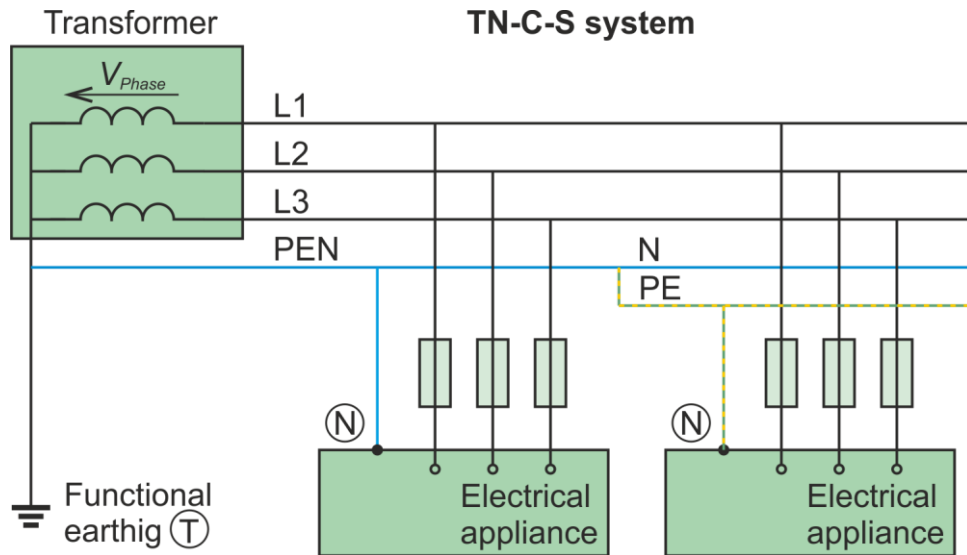 Transformer
TN-C-S system
V Phase
L1
L2
L3
PEN
N
PE
N
N
Functional
earthig T
Electrical
appliance
Electrical
appliance